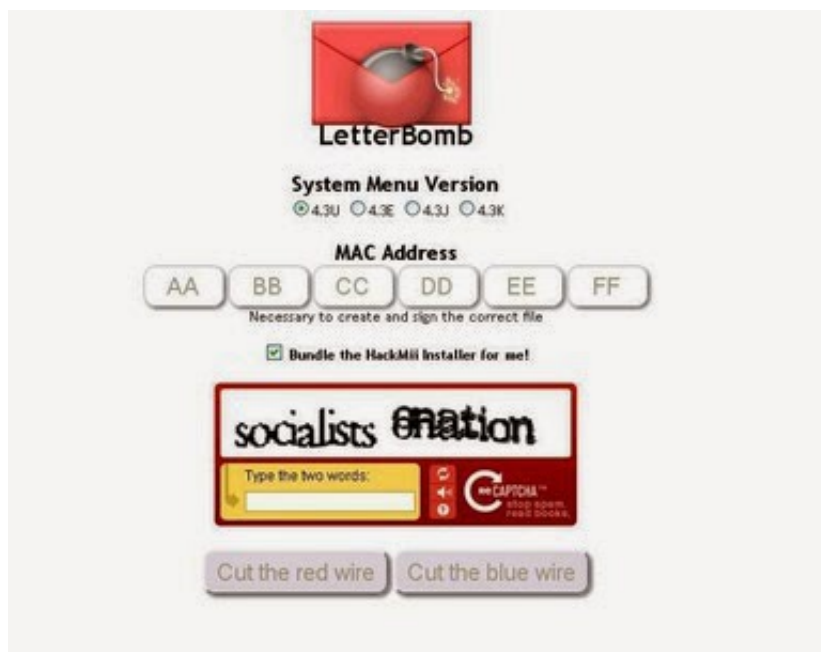 LetterBomb
System Menu Version
4.3U 4.3E 4.3J 4.3K
MAC Address
AA BB CC DD EE FF
Necessary to create and sign the correct file
Bundle the HackMii Installer for me!
socialists
Type the two words:
reCAPTCHA™
stop spam.
read books.
Cut the red wire Cut the blue wire